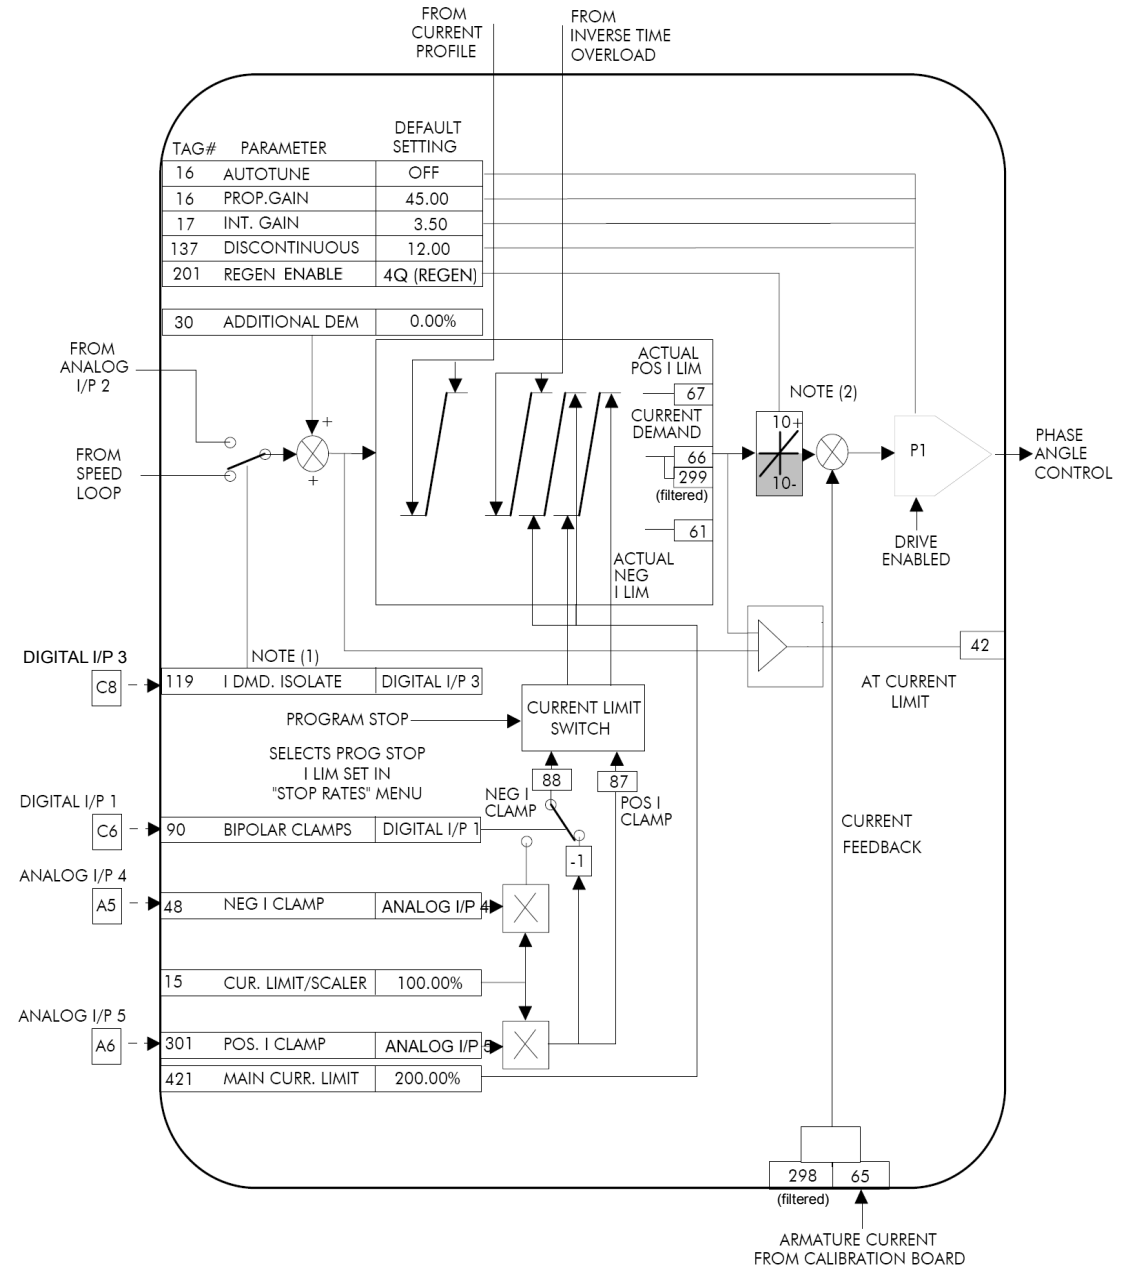 FROM
CURRENT
PROFILE
FROM
INVERSE TIME
OVERLOAD
TAG# PARAMETER DEFAULT
SETTING
16 AUTOTUNE OFF
16 PROP.GAIN 45.00
17 INT. GAIN 3.50
137 DISCONTINUOUS 12.00
201 REGEN ENABLE 4Q (REGEN)
30 ADDITIONAL DEM 0.00%
FROM
ANALOG
I/P 2
FROM
SPEED
LOOP
+
+
ACTUAL
POS I LIM
67
CURRENT
DEMAND
66
299
(filtered)
61
ACTUAL
NEG
I LIM
NOTE (2)
10+
10-
P1
PHASE
ANGLE
CONTROL
DRIVE
ENABLED
42
AT CURRENT
LIMIT
DIGITAL I/P 3
C8
NOTE (1)
119 I DMD. ISOLATE DIGITAL I/P 3
PROGRAM STOP
CURRENT LIMIT
SWITCH
SELECTS PROG STOP
I LIM SET IN
"STOP RATES" MENU
88
87
NEG I
CLAMP
POS I
CLAMP
DIGITAL I/P 1
C6
90 BIPOLAR CLAMPS DIGITAL I/P 1
-1
CURRENT
FEEDBACK
ANALOG I/P 4
A5
48 NEG I CLAMP ANALOG I/P 4
15 CUR. LIMIT/SCALER 100.00%
ANALOG I/P 5
A6
301 POS. I CLAMP ANALOG I/P 5
421 MAIN CURR. LIMIT 200.00%
298 65
(filtered)
ARMATURE CURRENT
FROM CALIBRATION BOARD